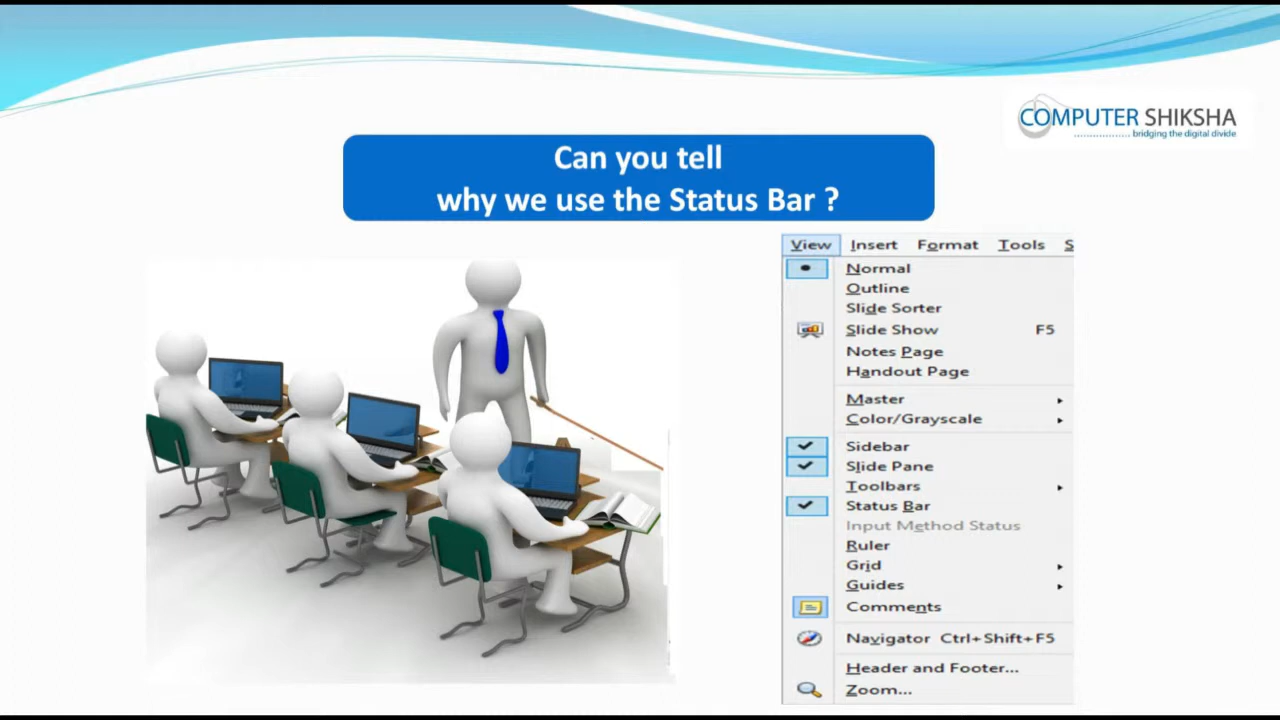 COMPUTER SHIKSHA
bridging the digital divide
Can you tell
why we use the Status Bar ?
View Insert Format Tools S
Normal
Outline
Slide Sorter
Slide Show F5
Notes Page
Handout Page
Master
Color/Grayscale
Sidebar
Slide Pane
Toolbars
Status Bar
Input Method Status
Ruler
Grid
Guides
Comments
Navigator Ctrl+Shift+F5
Header and Footer...
Zoom...